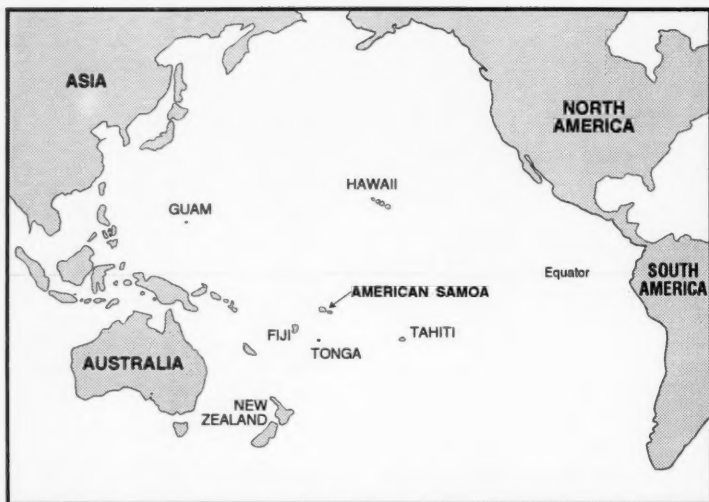 ASIA
NORTH
AMERICA
HAWAII
GUAM
Equator
SOUTH
AMERICA
AMERICAN SAMOA
FIJI
TONGA
TAHITI
AUSTRALIA
NEW
ZEALAND